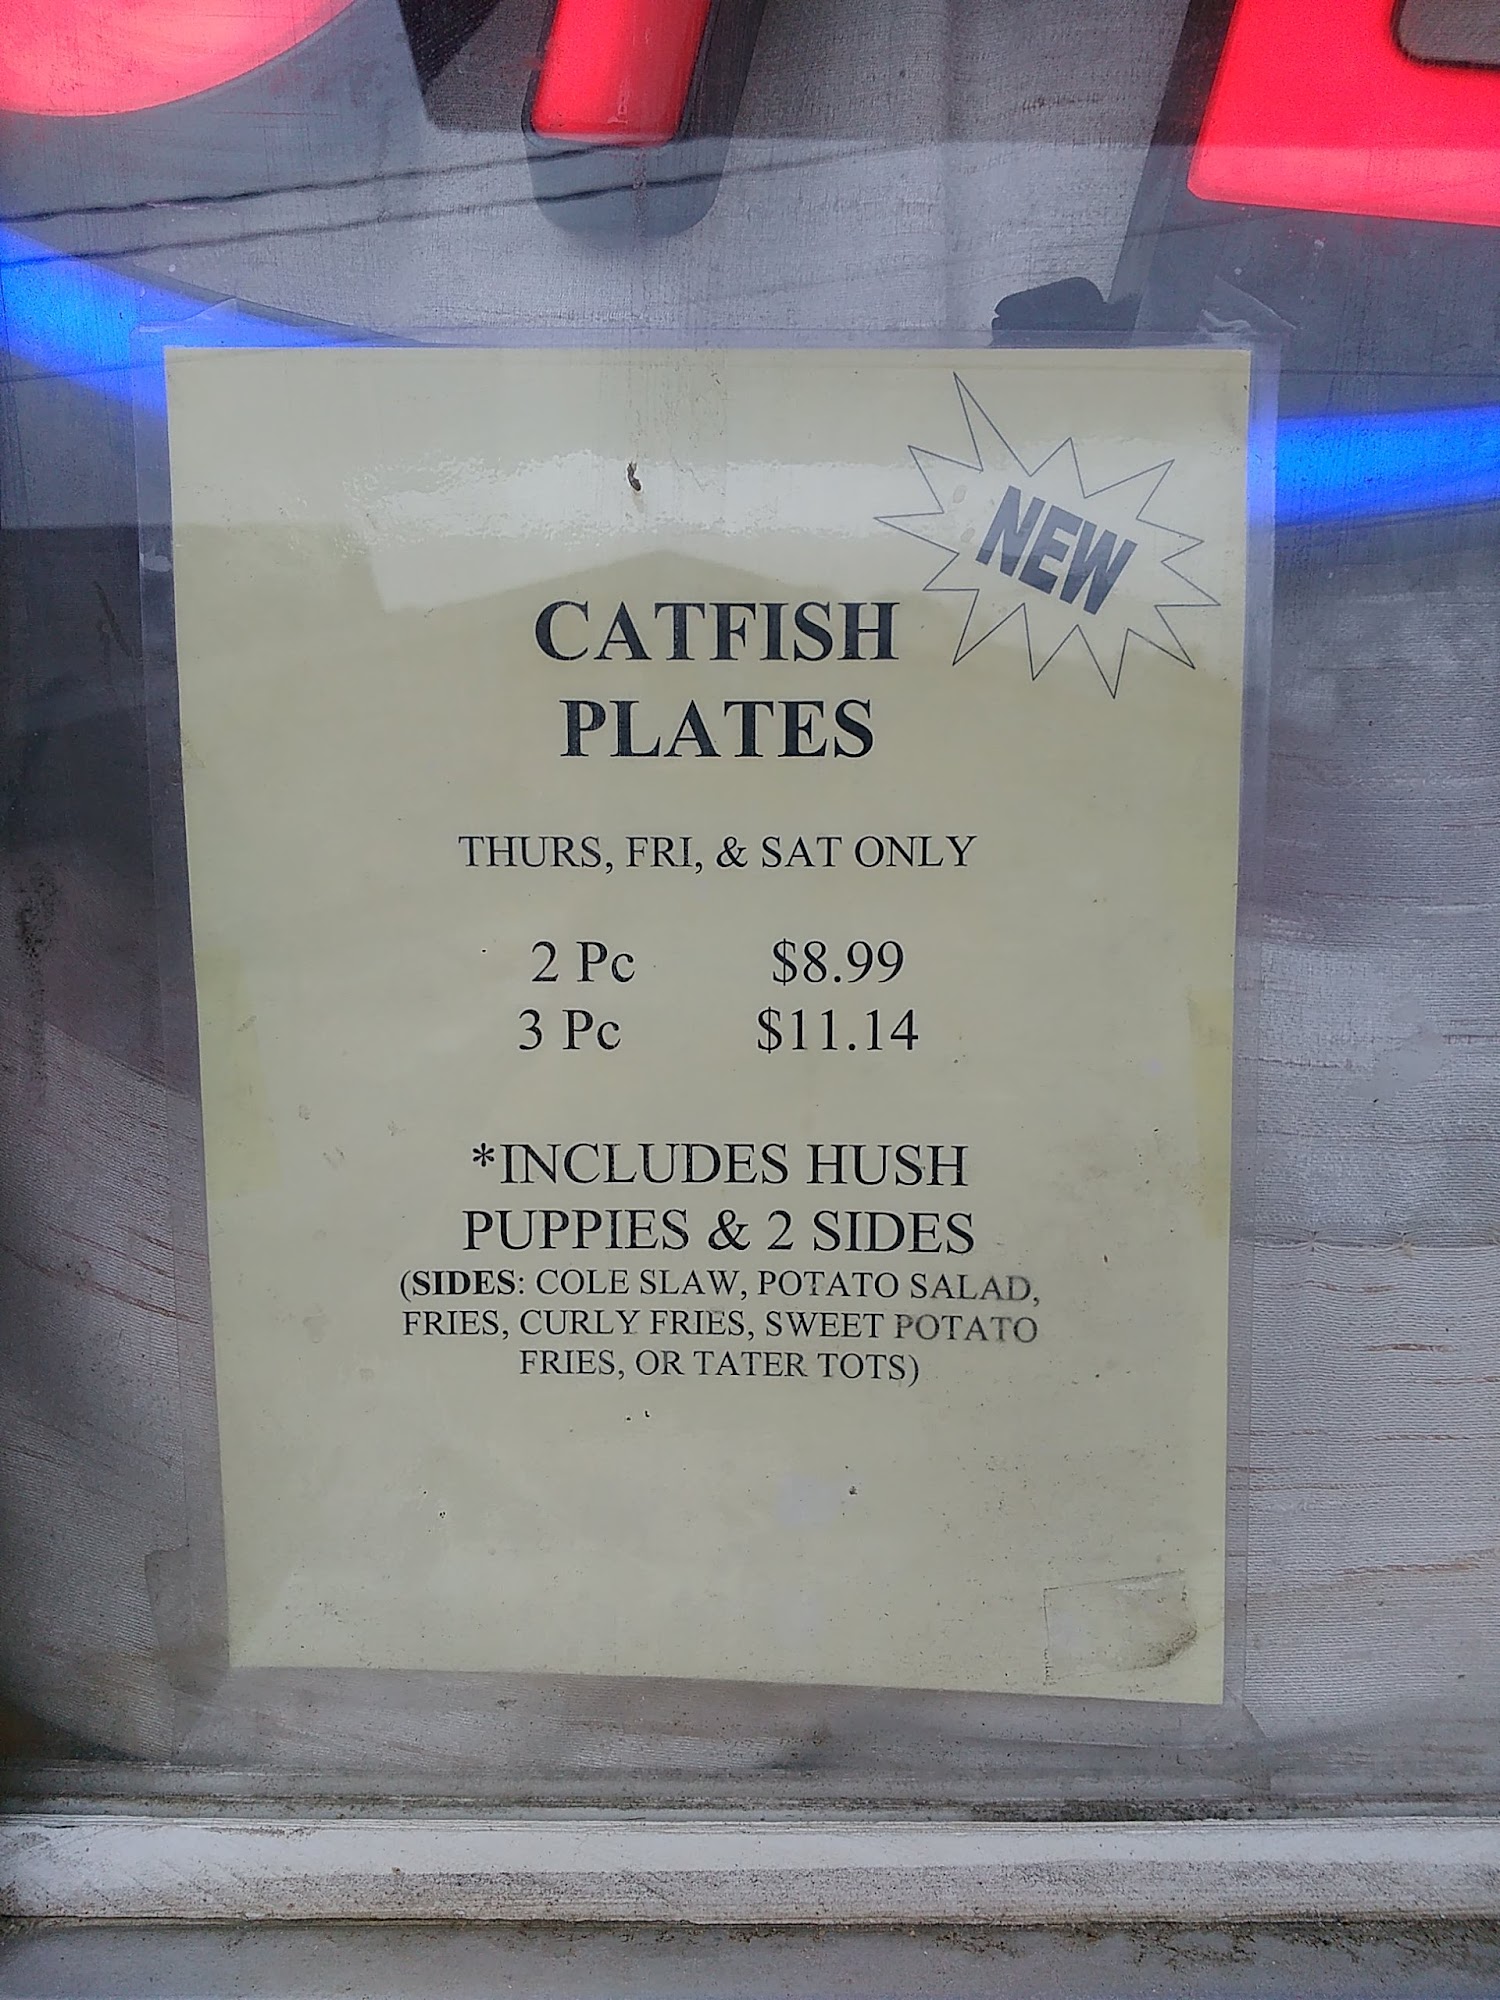 NEW
CATFISH
PLATES
THURS, FRI, & SAT ONLY
2 Pc $8.99
3 Pc $11.14
*INCLUDES HUSH
PUPPIES & 2 SIDES
(SIDES: COLE SLAW, POTATO SALAD,
FRIES, CURLY FRIES, SWEET POTATO
FRIES, OR TATER TOTS)